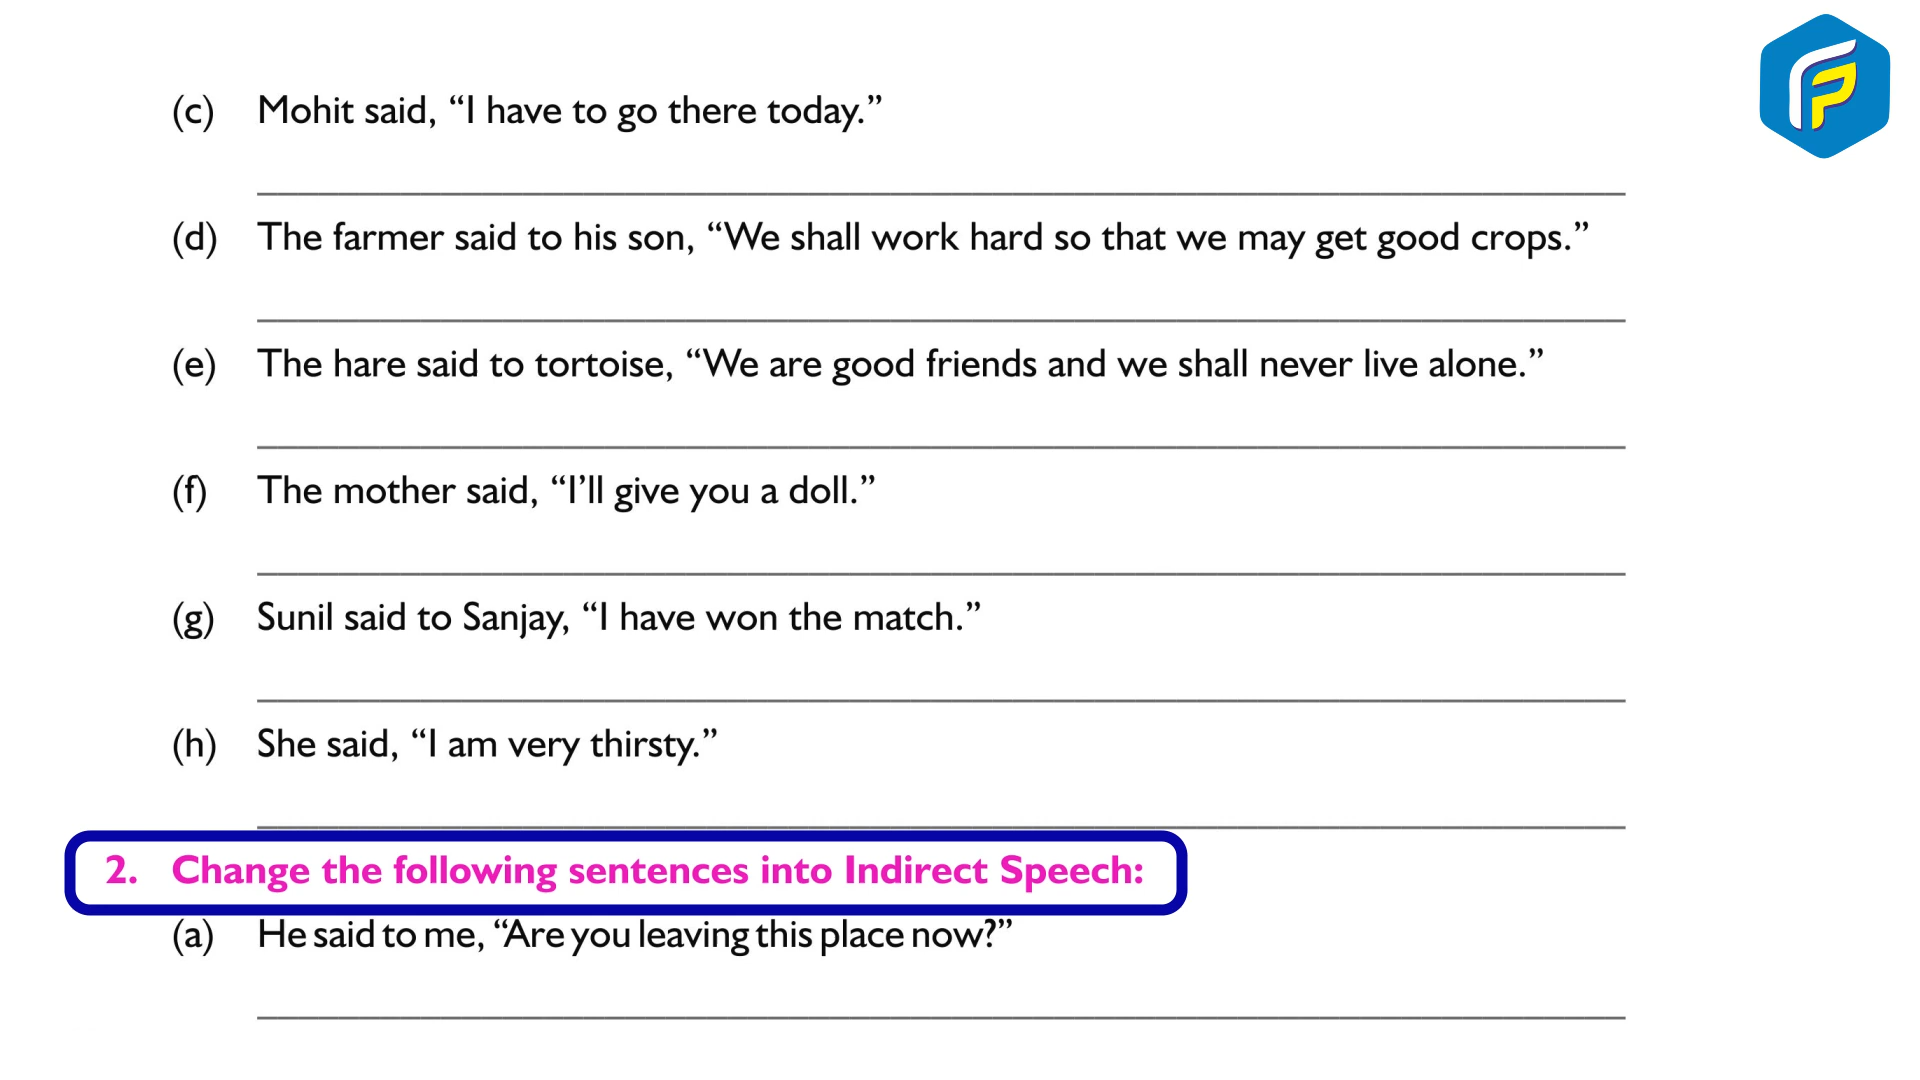 (c) Mohit said, “I have to go there today.”
(d) The farmer said to his son, “We shall work hard so that we may get good crops.”
(e) The hare said to tortoise, “We are good friends and we shall never live alone.”
(f) The mother said, “I’ll give you a doll.”
(g) Sunil said to Sanjay, “I have won the match.”
(h) She said, “I am very thirsty.”
2. Change the following sentences into Indirect Speech:
(a) He said to me, “Are you leaving this place now?”